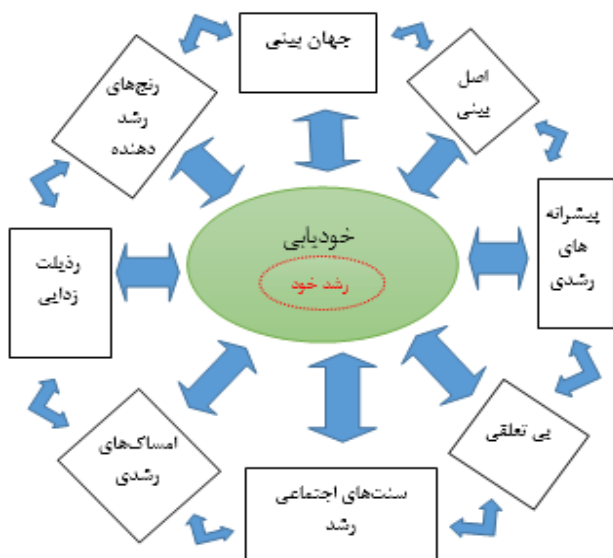 جهان بینی
اصل
بینی
پیشرانه
های
رشدی
بی تعلقی
سنت‌های اجتماعی
رشد
امساک‌های
رشدی
رذیلت
زدایی
رنج‌های
رشد
دهنده
خودیابی
رشد خود